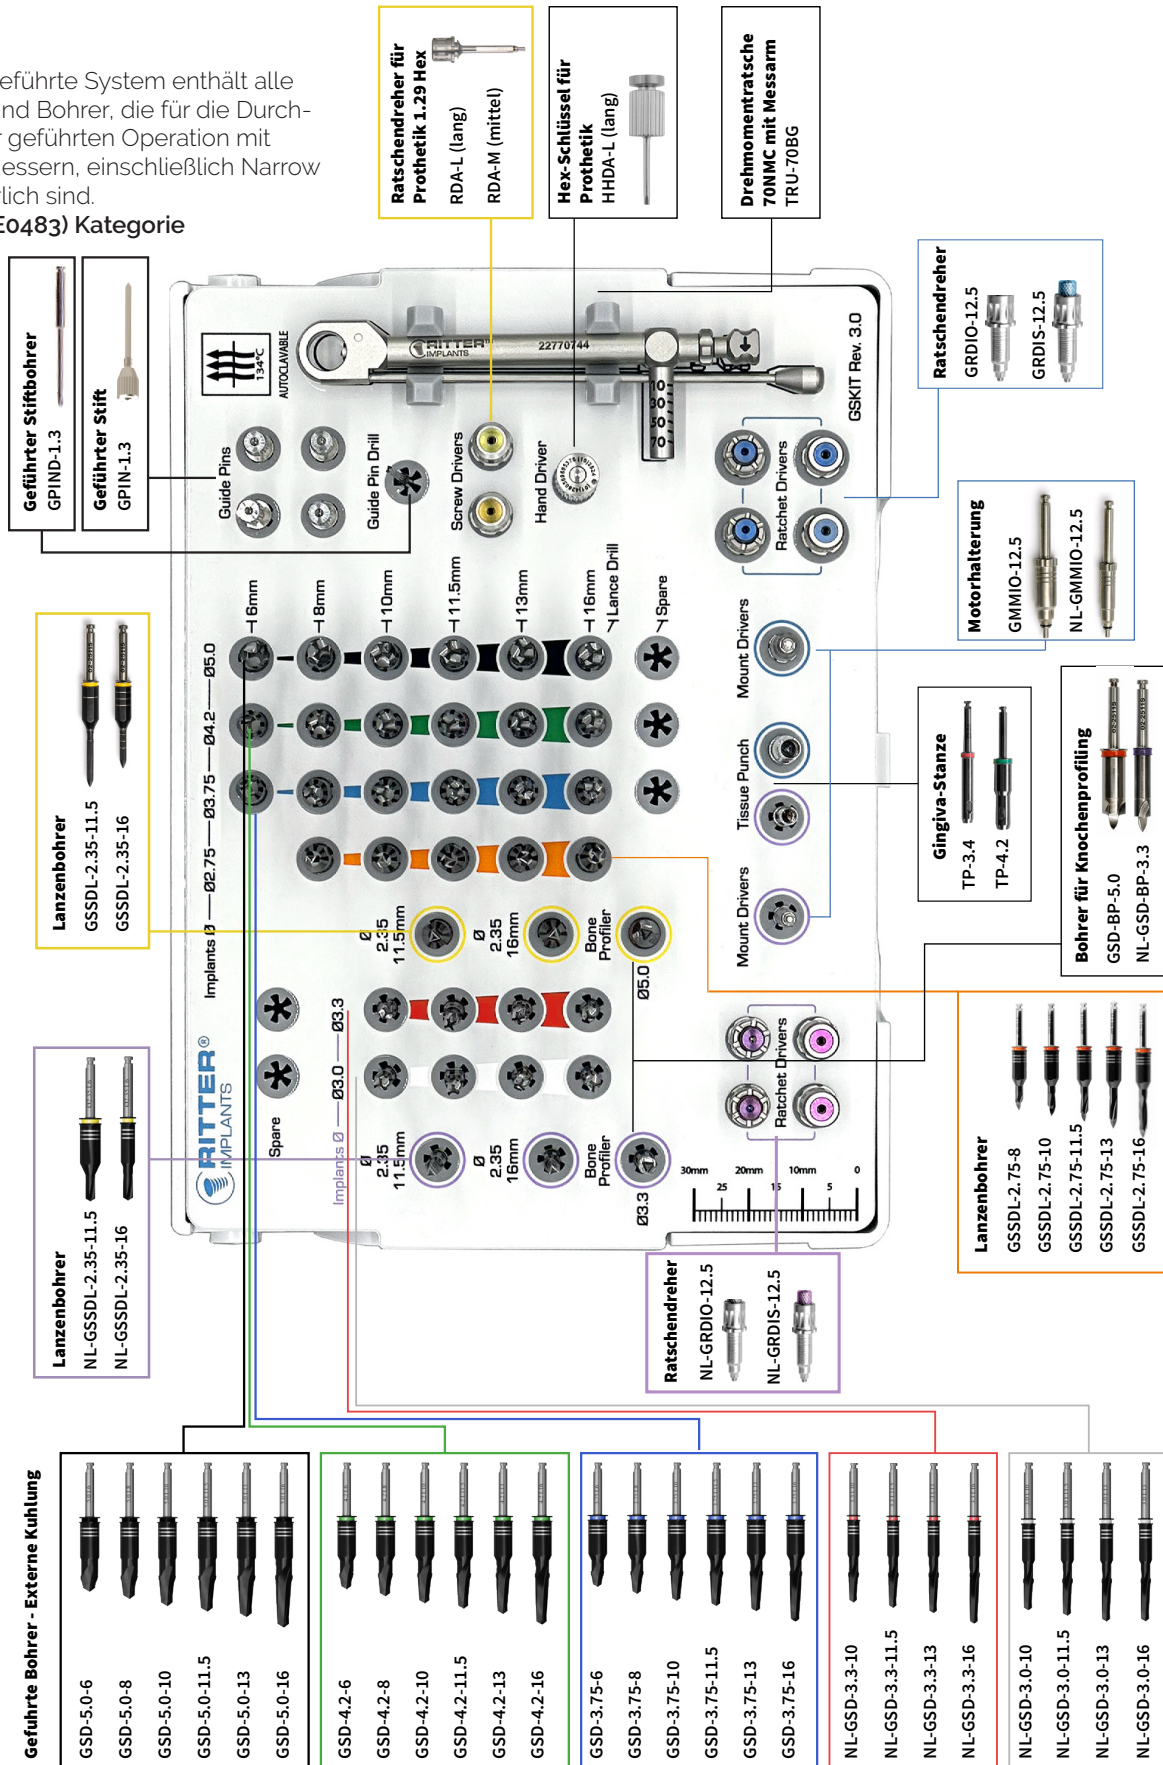 eführte System enthält alle
nd Bohrer, die für die Durch-
r geführten Operation mit
essern, einschließlich Narrow
rlich sind.
E0483) Kategorie
Ratschendreher für
Prothetik 1.29 Hex
RDA-L (lang)
RDA-M (mittel)
Hex-Schlüssel für
Prothetik
HHDA-L (lang)
Drehmomentratsche
70NMC mit Messarm
TRU-70BG
Geführter Stiftbohrer
GPIND-1.3
Geführter Stift
GPIN-1.3
Ratschendreher
GRDIO-12.5
GRDIS-12.5
Motorhalterung
GMMIO-12.5
NL-GMMIO-12.5
Lanzenbohrer
GSSDL-2.35-11.5
GSSDL-2.35-16
Gingiva-Stanze
TP-3.4
TP-4.2
Bohrer für Knochenprofiling
GSD-BP-5.0
NL-GSD-BP-3.3
Lanzenbohrer
NL-GSSDL-2.35-11.5
NL-GSSDL-2.35-16
Lanzenbohrer
GSSDL-2.75-8
GSSDL-2.75-10
GSSDL-2.75-11.5
GSSDL-2.75-13
GSSDL-2.75-16
Ratschendreher
NL-GRDIO-12.5
NL-GRDIS-12.5
Gefuhrte Bohrer - Externe Kuhlung
GSD-5.0-6
GSD-5.0-8
GSD-5.0-10
GSD-5.0-11.5
GSD-5.0-13
GSD-5.0-16
GSD-4.2-6
GSD-4.2-8
GSD-4.2-10
GSD-4.2-11.5
GSD-4.2-13
GSD-4.2-16
GSD-3.75-6
GSD-3.75-8
GSD-3.75-10
GSD-3.75-11.5
GSD-3.75-13
GSD-3.75-16
NL-GSD-3.3-10
NL-GSD-3.3-11.5
NL-GSD-3.3-13
NL-GSD-3.3-16
NL-GSD-3.0-10
NL-GSD-3.0-11.5
NL-GSD-3.0-13
NL-GSD-3.0-16
RITTER®
IMPLANTS
134°C
AUTOCLAVABLE
RITTER
IMPLANTS
22770744
10
30
50
70
GSKIT Rev. 3.0
Guide Pins
Guide Pin Drill
Screw Drivers
Hand Driver
Ratchet Drivers
Implants Ø Ø2.75 Ø3.75 Ø4.2 Ø5.0
6mm
8mm
10mm
11.5mm
13mm
16mm
Lance Drill
Spare
Mount Drivers
Tissue Punch
Mount Drivers
Ø
2.35
11.5mm
Ø
2.35
16mm
Bone
Profiler
Ø5.0
Spare
Implants Ø Ø3.0 Ø3.3
Ø
2.35
11.5mm
Ø
2.35
16mm
Bone
Profiler
Ø3.3
Ratchet Drivers
30mm 20mm 10mm 0
25 15 5